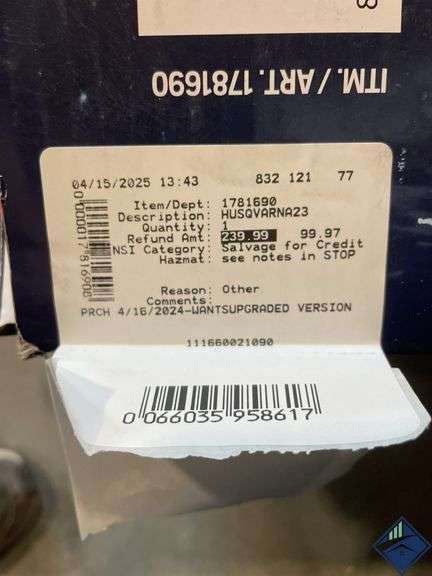 8
ITM./ART.1781690
04/15/2025 13:43 832 121 77
0000017816908
Item/Dept: 1781690
Description: HUSQVARNA23
Quantity: 1
Refund Amt: 239.99 99.97
NSI Category: Salvage for Credit
Hazmat: see notes in STOP
Reason: Other
Comments:
PRCH 4/16/2024-WANTSUPGRADED VERSION
111660021090
0 066035 958617